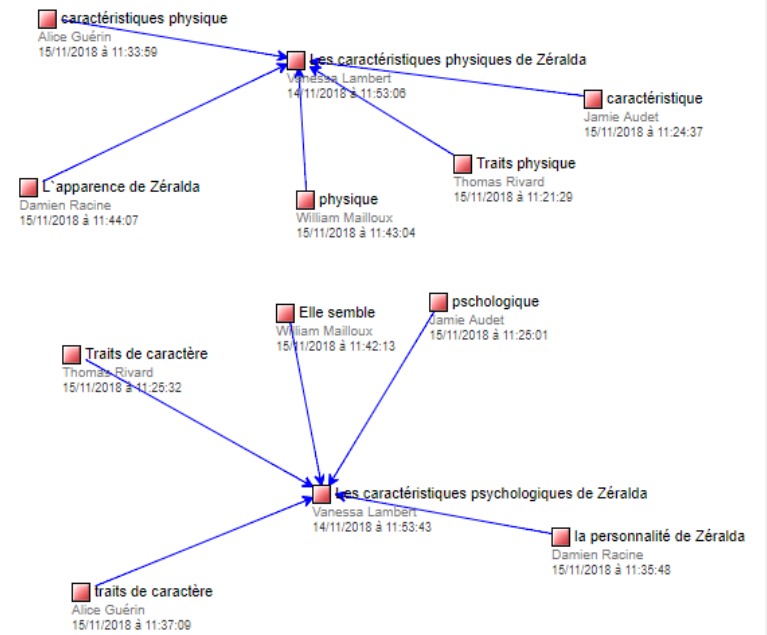 caractéristiques physique
Alice Guérin
15/11/2018 à 11:33:59
Les caractéristiques physiques de Zéralda
Vanessa Lambert
14/11/2018 à 11:53:06
caractéristique
Jamie Audet
15/11/2018 à 11:24:37
Traits physique
Thomas Rivard
15/11/2018 à 11:21:29
L`apparence de Zéralda
Damien Racine
15/11/2018 à 11:44:07
physique
William Mailloux
15/11/2018 à 11:43:04
Elle semble
William Mailloux
15/11/2018 à 11:42:13
pschologique
Jamie Audet
15/11/2018 à 11:25:01
Traits de caractère
Thomas Rivard
15/11/2018 à 11:25:32
Les caractéristiques psychologiques de Zéralda
Vanessa Lambert
14/11/2018 à 11:53:43
la personnalité de Zéralda
Damien Racine
15/11/2018 à 11:35:48
traits de caractère
Alice Guérin
15/11/2018 à 11:37:09